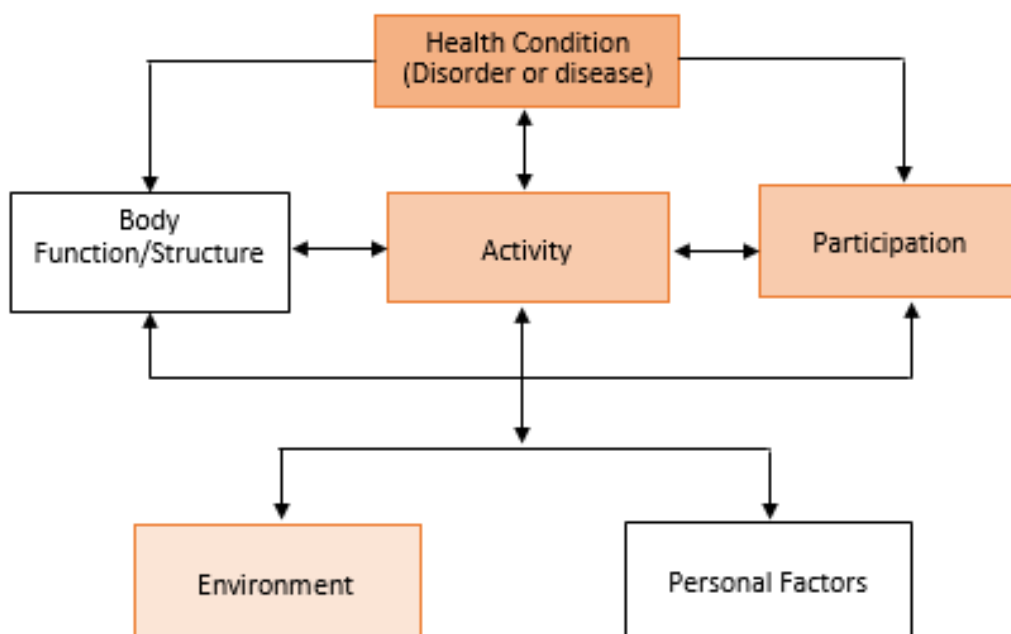 Health Condition
(Disorder or disease)
Body
Function/Structure
Activity
Participation
Environment
Personal Factors